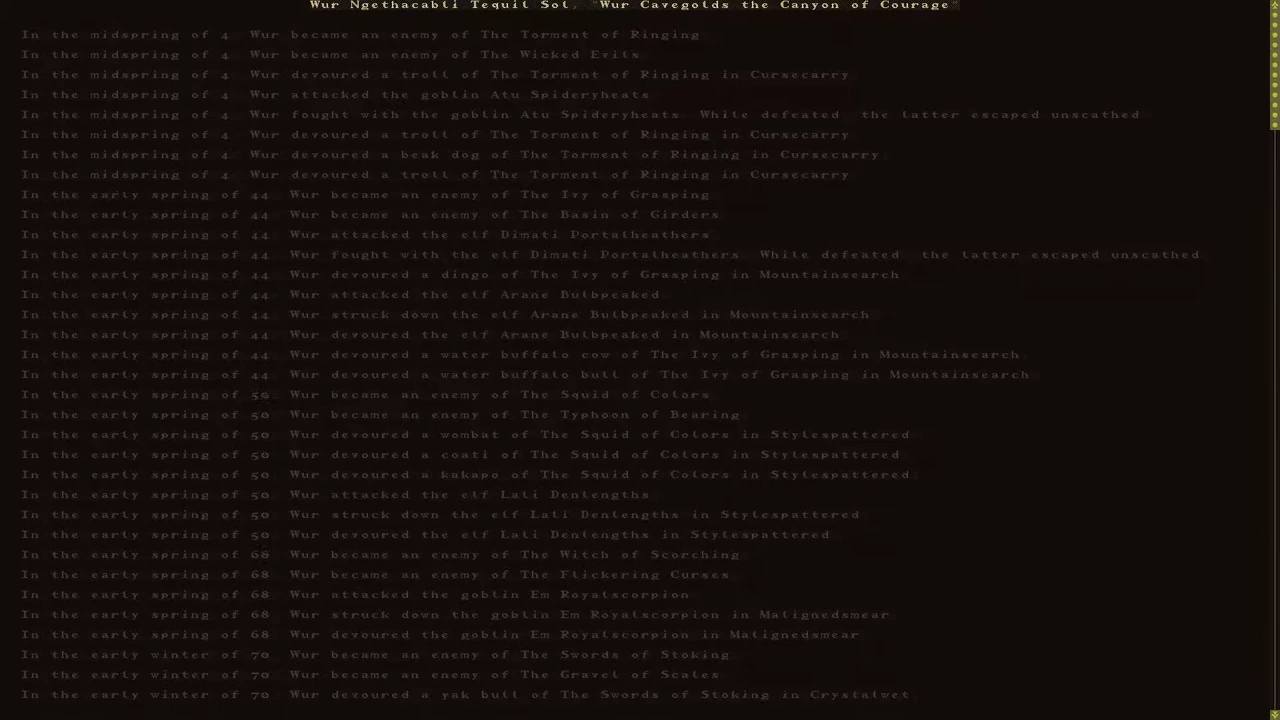 Wur Ngethacabli Tequil Sol, "Wur Cavegolds the Canyon of Courage"
In the midspring of 4, Wur became an enemy of The Torment of Ringing.
In the midspring of 4, Wur became an enemy of The Wicked Evils.
In the midspring of 4, Wur devoured a troll of The Torment of Ringing in Cursecarry.
In the midspring of 4, Wur attacked the goblin Atu Spideryheats.
In the midspring of 4, Wur fought with the goblin Atu Spideryheats. While defeated, the latter escaped unscathed.
In the midspring of 4, Wur devoured a troll of The Torment of Ringing in Cursecarry.
In the midspring of 4, Wur devoured a beak dog of The Torment of Ringing in Cursecarry.
In the midspring of 4, Wur devoured a troll of The Torment of Ringing in Cursecarry.
In the early spring of 44, Wur became an enemy of The Ivy of Grasping.
In the early spring of 44, Wur became an enemy of The Basin of Girders.
In the early spring of 44, Wur attacked the elf Dimati Portalheathers.
In the early spring of 44, Wur fought with the elf Dimati Portalheathers. While defeated, the latter escaped unscathed.
In the early spring of 44, Wur devoured a dingo of The Ivy of Grasping in Mountainsearch.
In the early spring of 44, Wur attacked the elf Arane Bulbpeaked.
In the early spring of 44, Wur struck down the elf Arane Bulbpeaked in Mountainsearch.
In the early spring of 44, Wur devoured the elf Arane Bulbpeaked in Mountainsearch.
In the early spring of 44, Wur devoured a water buffalo cow of The Ivy of Grasping in Mountainsearch.
In the early spring of 44, Wur devoured a water buffalo bull of The Ivy of Grasping in Mountainsearch.
In the early spring of 50, Wur became an enemy of The Squid of Colors.
In the early spring of 50, Wur became an enemy of The Typhoon of Bearing.
In the early spring of 50, Wur devoured a wombat of The Squid of Colors in Stylespattered.
In the early spring of 50, Wur devoured a coati of The Squid of Colors in Stylespattered.
In the early spring of 50, Wur devoured a kakapo of The Squid of Colors in Stylespattered.
In the early spring of 50, Wur attacked the elf Lali Denlengths.
In the early spring of 50, Wur struck down the elf Lali Denlengths in Stylespattered.
In the early spring of 50, Wur devoured the elf Lali Denlengths in Stylespattered.
In the early spring of 68, Wur became an enemy of The Witch of Scorching.
In the early spring of 68, Wur became an enemy of The Flickering Curses.
In the early spring of 68, Wur attacked the goblin Em Royalscorpion.
In the early spring of 68, Wur struck down the goblin Em Royalscorpion in Malignedsmear.
In the early spring of 68, Wur devoured the goblin Em Royalscorpion in Malignedsmear.
In the early winter of 70, Wur became an enemy of The Swords of Stoking.
In the early winter of 70, Wur became an enemy of The Gravel of Scales.
In the early winter of 70, Wur devoured a yak bull of The Swords of Stoking in Crystalwet.